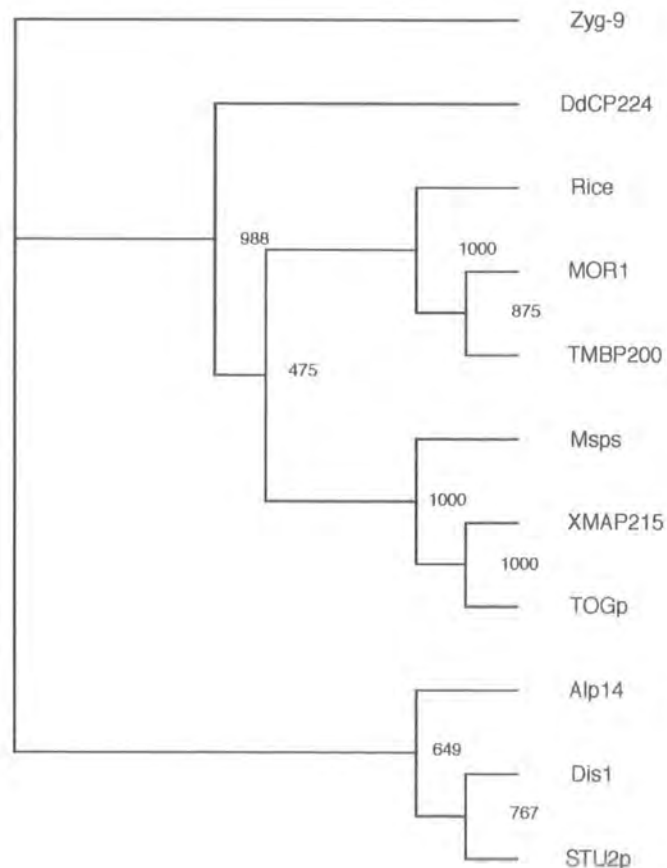 Zyg-9
DdCP224
Rice
988
1000
MOR1
875
TMBP200
475
Msps
1000
XMAP215
1000
TOGp
Alp14
649
Dis1
767
STU2p